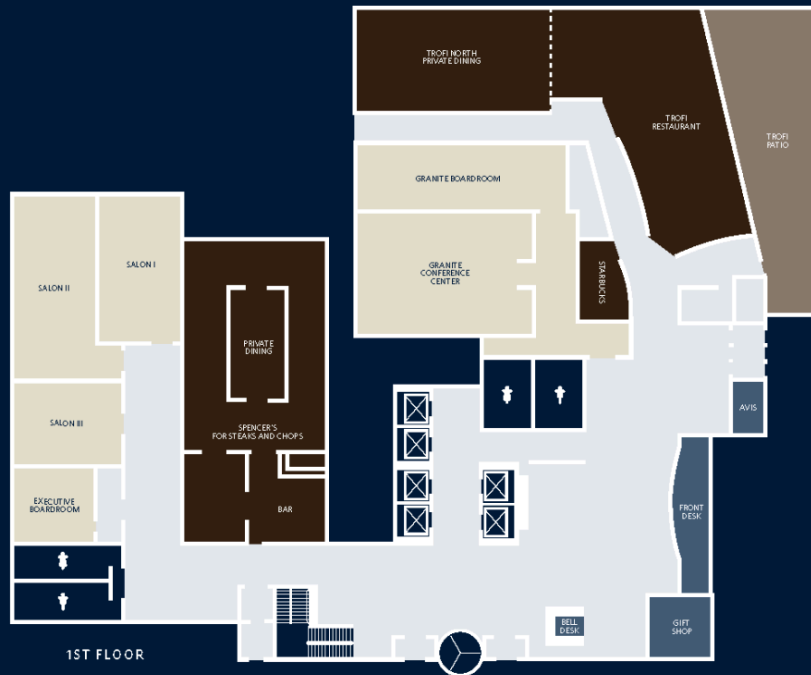 TROFI NORTH
PRIVATE DINING
TROFI
RESTAURANT
TROFI
PATIO
GRANITE BOARDROOM
GRANITE
CONFERENCE
CENTER
STARBUCKS
SALON I
SALON II
PRIVATE
DINING
SPENCER'S
FOR STEAKS AND CHOPS
SALON III
AVIS
EXECUTIVE
BOARDROOM
BAR
FRONT
DESK
BELL
DESK
GIFT
SHOP
1ST FLOOR